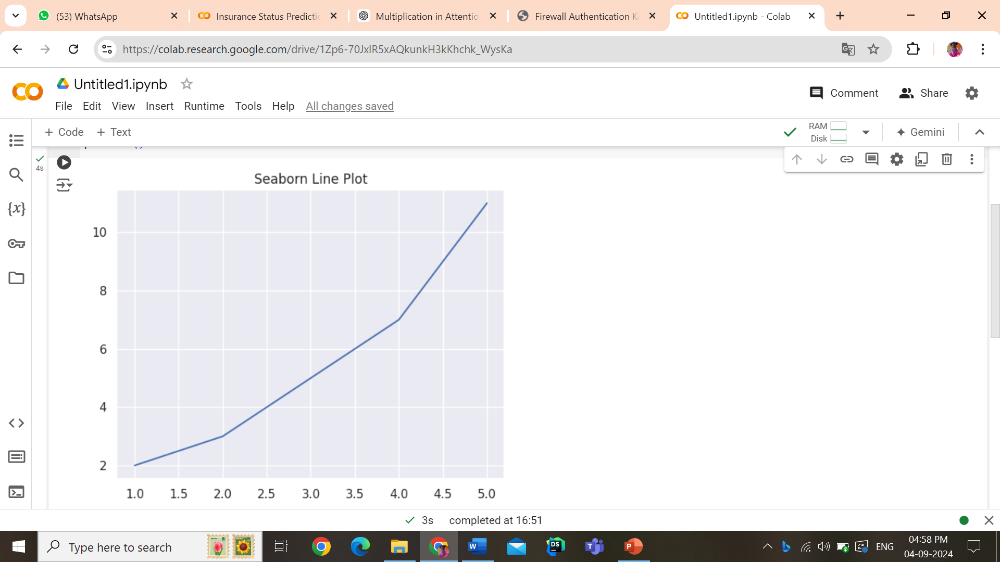 (53) WhatsApp
Insurance Status Predictic
Multiplication in Attentio
Firewall Authentication K
Untitled1.ipynb - Colab
https://colab.research.google.com/drive/1Zp6-70JxlR5xAQkunkH3kKhchk_WysKa
Untitled1.ipynb
File Edit View Insert Runtime Tools Help All changes saved
Comment
Share
+ Code + Text
RAM
Disk
Gemini
4s
Seaborn Line Plot
10
8
6
4
2
1.0 1.5 2.0 2.5 3.0 3.5 4.0 4.5 5.0
3s completed at 16:51
Type here to search
ENG
04:58 PM
04-09-2024